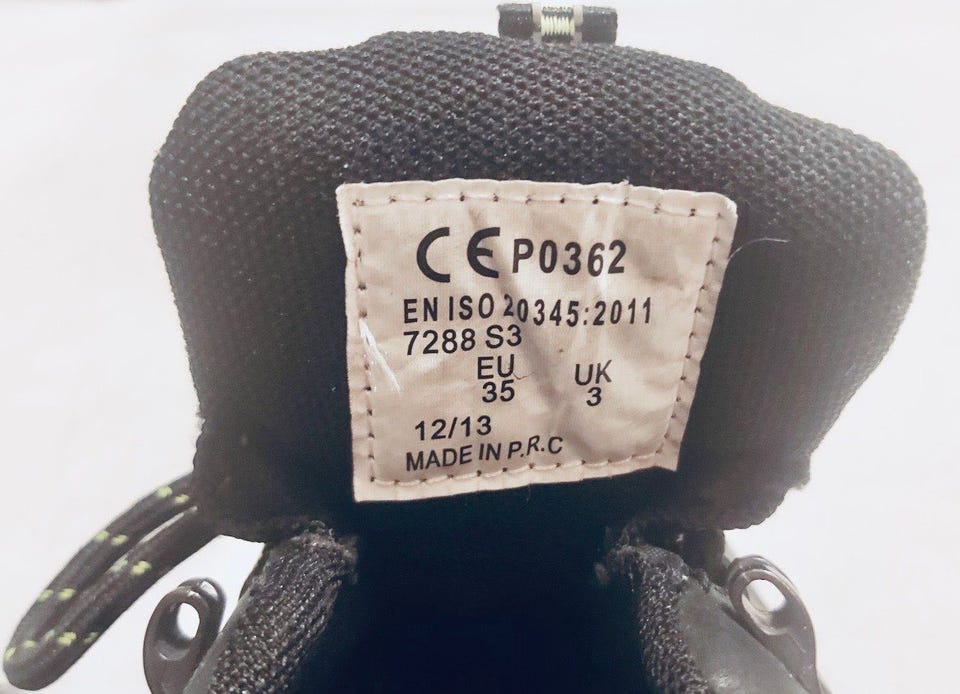 CE P0362
EN ISO 20345:2011
7288 S3
EU UK
35 3
12/13
MADE IN P.R.C